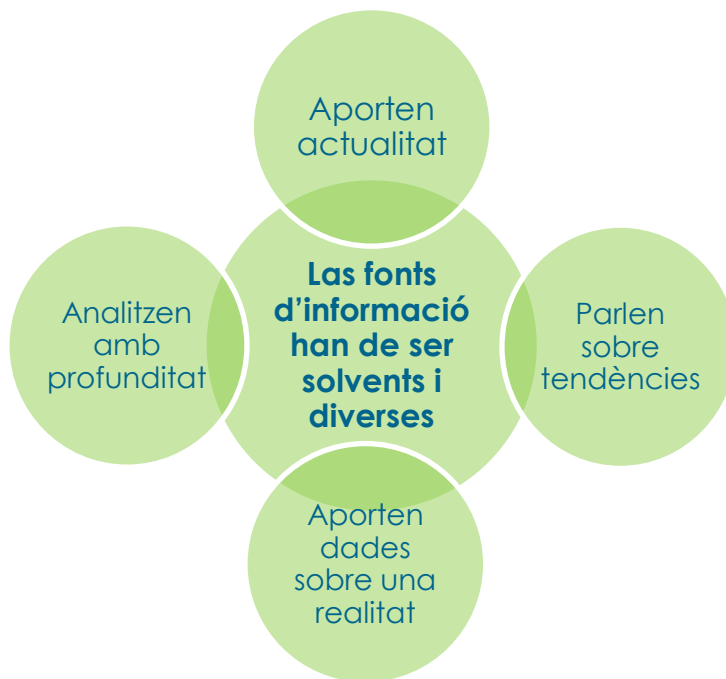 Aporten
actualitat
Las fonts
d’informació
han de ser
solvents i
diverses
Analitzen
amb
profunditat
Parlen
sobre
tendències
Aporten
dades
sobre una
realitat